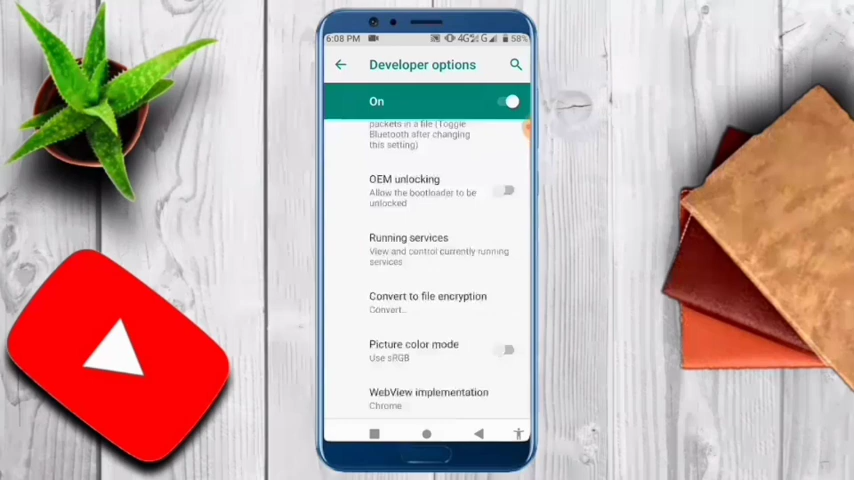 6:08 PM 4G G 58%
Developer options
On
packets in a file (Toggle
Bluetooth after changing
this setting)
OEM unlocking
Allow the bootloader to be
unlocked
Running services
View and control currently running
services
Convert to file encryption
Convert..
Picture color mode
Use sRGB
WebView implementation
Chrome